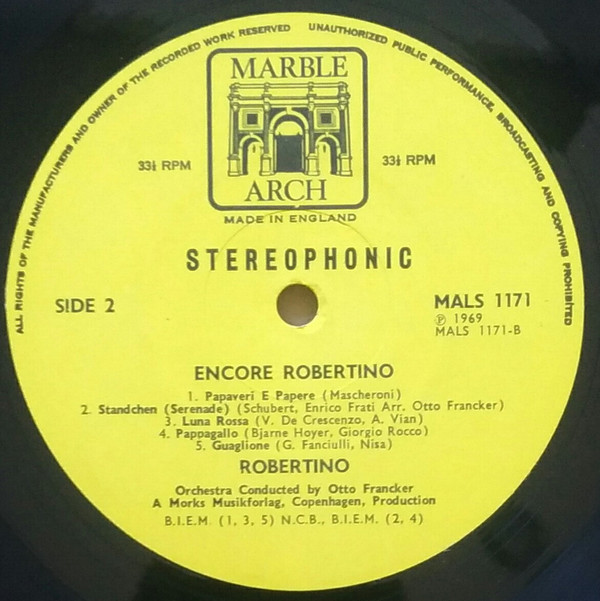 ALL RIGHTS OF THE MANUFACTURERS AND OWNER OF THE RECORDED WORK RESERVED UNAUTHORIZED PUBLIC PERFORMANCE, BROADCASTING AND COPYING PROHIBITED
MARBLE
ARCH
33⅓ RPM
33⅓ RPM
MADE IN ENGLAND
STEREOPHONIC
SIDE 2
MALS 1171
℗ 1969
MALS 1171-B
ENCORE ROBERTINO
1. Papaveri E Papere (Mascheroni)
2. Standchen (Serenade) (Schubert, Enrico Frati Arr. Otto Francker)
3. Luna Rossa (V. De Crescenzo, A. Vian)
4. Pappagallo (Bjarne Hoyer, Giorgio Rocco)
5. Guaglione (G. Fanciulli, Nisa)
ROBERTINO
Orchestra Conducted by Otto Francker
A Morks Musikforlag, Copenhagen, Production
B.I.E.M. (1, 3, 5) N.C.B., B.I.E.M. (2, 4)